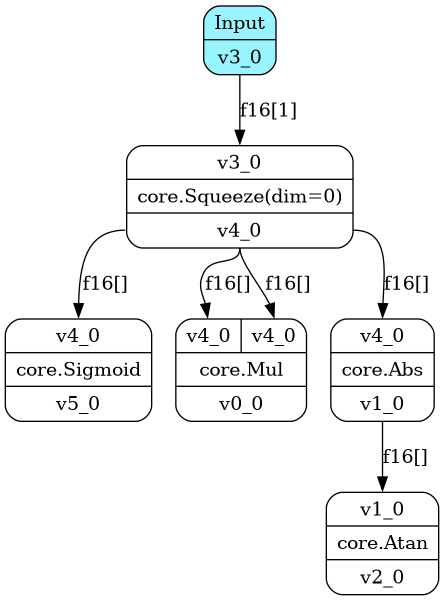 Input
v3_0
f16[1]
v3_0
core.Squeeze(dim=0)
v4_0
f16[] f16[] f16[] f16[]
v4_0 v4_0 v4_0 v4_0
core.Sigmoid core.Mul core.Abs
v5_0 v0_0 v1_0
f16[]
v1_0
core.Atan
v2_0